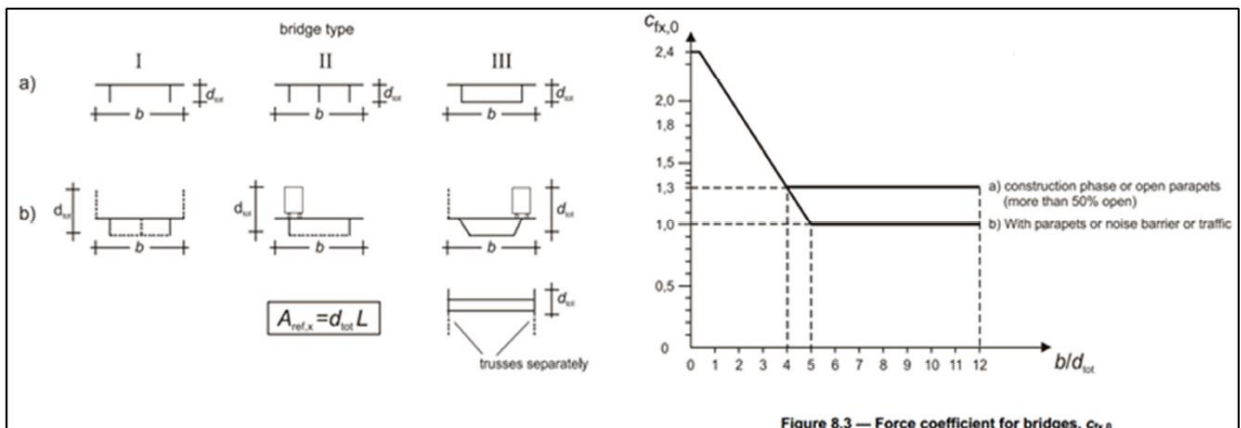 bridge type
I II III
a) d_tot d_tot d_tot
b b b
b) d_tot d_tot d_tot
b b b
A_ref,x = d_tot L
d_tot
trusses separately
c_fx,0
2,4
2,0
1,8
1,5
1,3
1,0
0,5
0
0 1 2 3 4 5 6 7 8 9 10 11 12
b/d_tot
a) construction phase or open parapets
(more than 50% open)
b) With parapets or noise barrier or traffic
Figure 8.3 — Force coefficient for bridges, c_fx,0